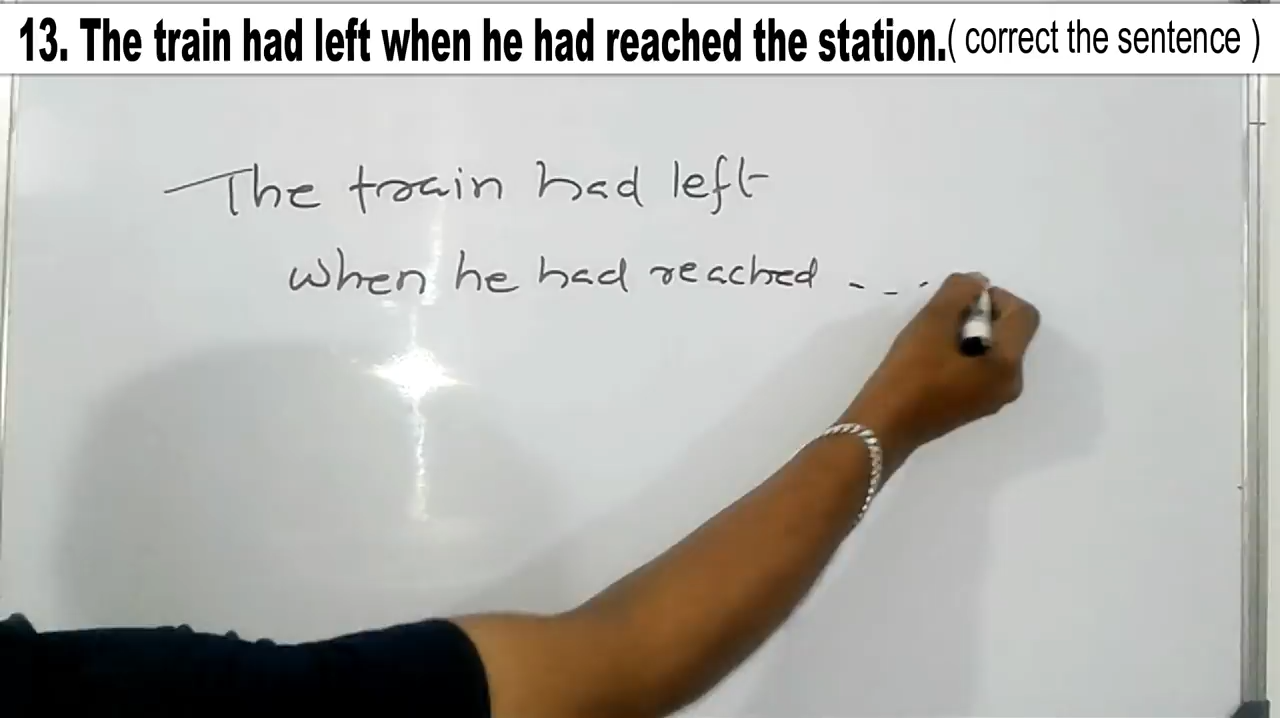 13. The train had left when he had reached the station.( correct the sentence )
The train had left
when he had reached - - -